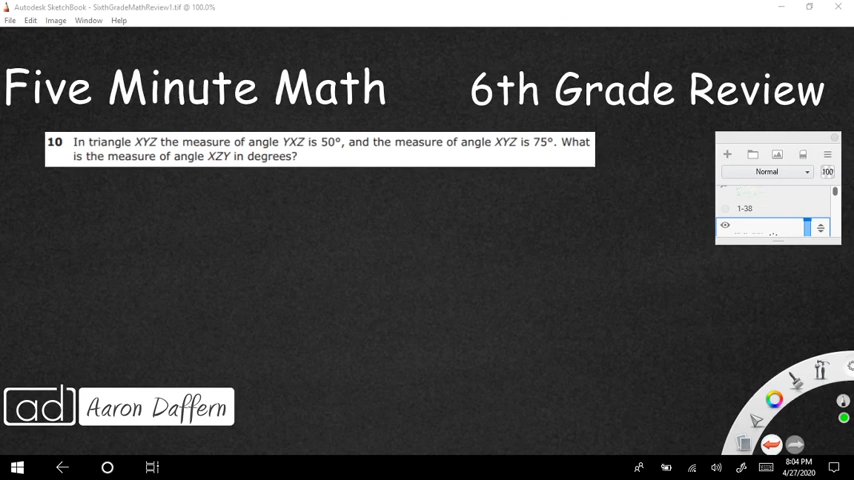 Autodesk SketchBook - SixthGradeMathReview1.tif @ 100.0%
File Edit Image Window Help
Five Minute Math 6th Grade Review
10 In triangle XYZ the measure of angle YXZ is 50°, and the measure of angle XYZ is 75°. What
is the measure of angle XZY in degrees?
Normal 100
1-38
ad Aaron Daffern
8:04 PM
4/27/2020